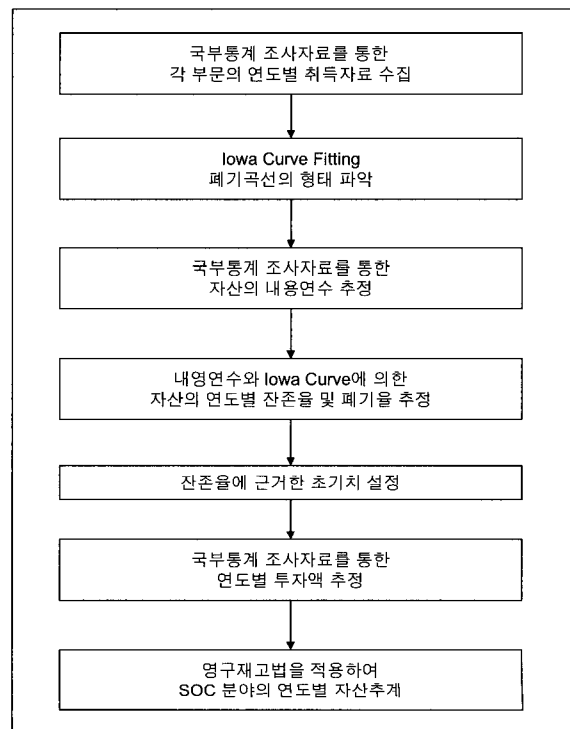 국부통계 조사자료를 통한
각 부문의 연도별 취득자료 수집
Iowa Curve Fitting
폐기곡선의 형태 파악
국부통계 조사자료를 통한
자산의 내용연수 추정
내영연수와 Iowa Curve에 의한
자산의 연도별 잔존율 및 폐기율 추정
잔존율에 근거한 초기치 설정
국부통계 조사자료를 통한
연도별 투자액 추정
영구재고법을 적용하여
SOC 분야의 연도별 자산추계